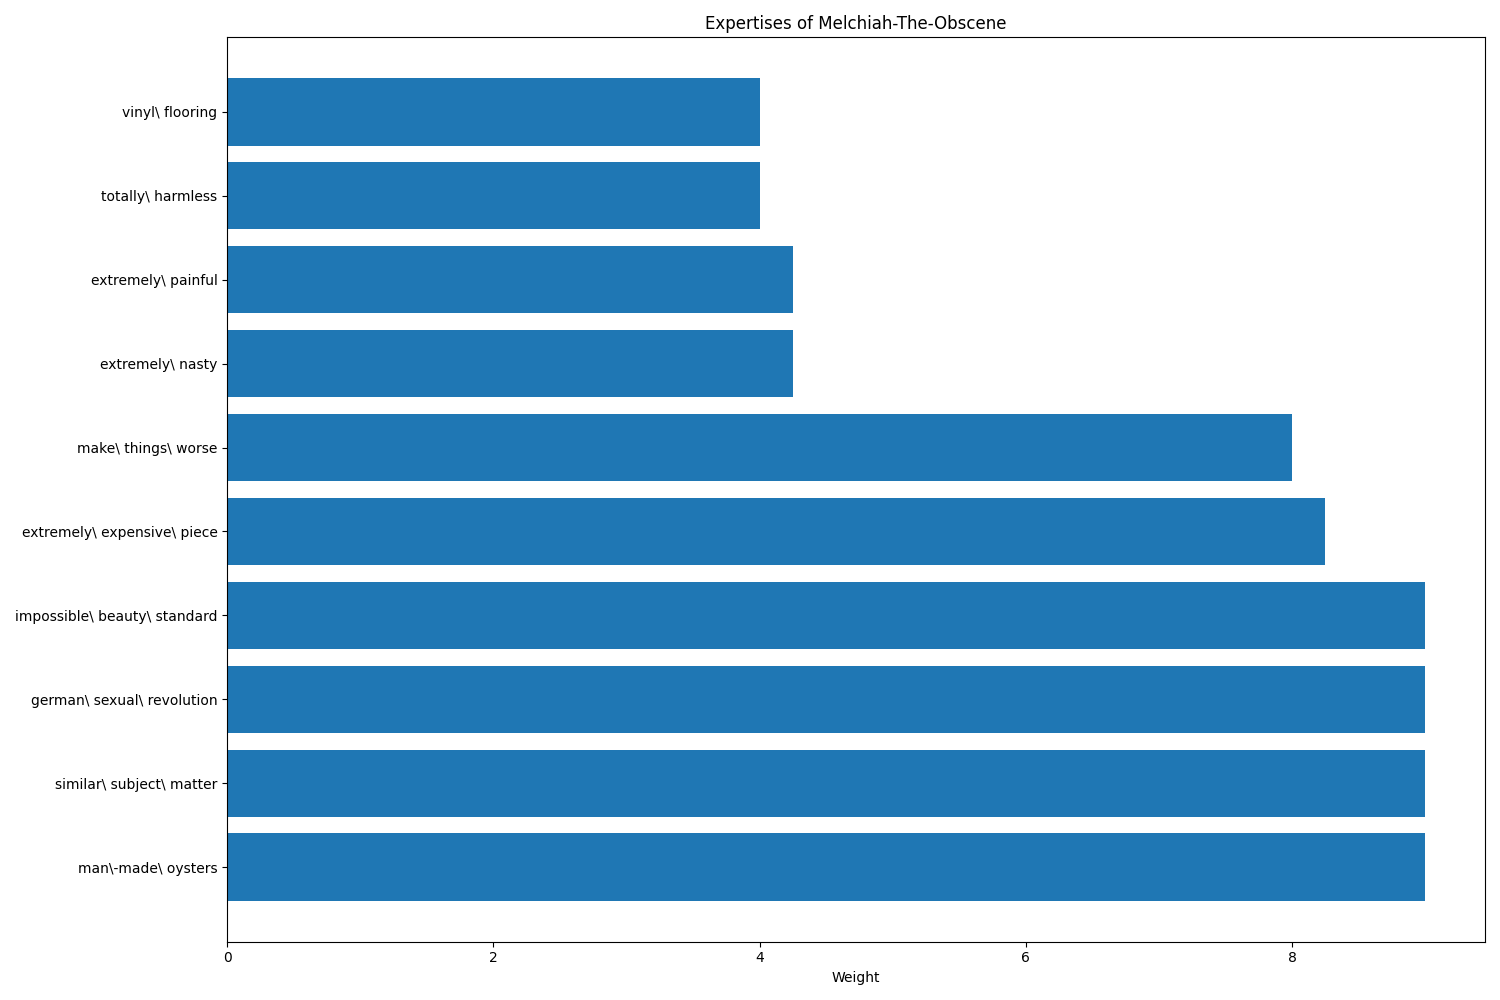 Expertises of Melchiah-The-Obscene
vinyl\ flooring
totally\ harmless
extremely\ painful
extremely\ nasty
make\ things\ worse
extremely\ expensive\ piece
impossible\ beauty\ standard
german\ sexual\ revolution
similar\ subject\ matter
man\-made\ oysters
0 2 4 6 8
Weight